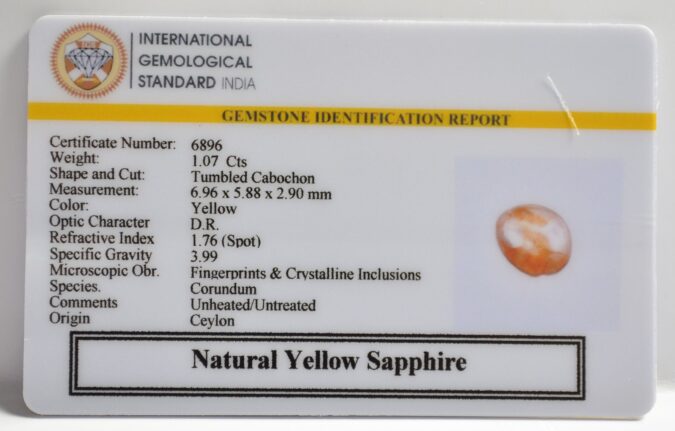 IGS
INTERNATIONAL
GEMOLOGICAL
STANDARD INDIA
GEMSTONE IDENTIFICATION REPORT
Certificate Number: 6896
Weight: 1.07 Cts
Shape and Cut: Tumbled Cabochon
Measurement: 6.96 x 5.88 x 2.90 mm
Color: Yellow
Optic Character D.R.
Refractive Index 1.76 (Spot)
Specific Gravity 3.99
Microscopic Obr. Fingerprints & Crystalline Inclusions
Species. Corundum
Comments Unheated/Untreated
Origin Ceylon
Natural Yellow Sapphire